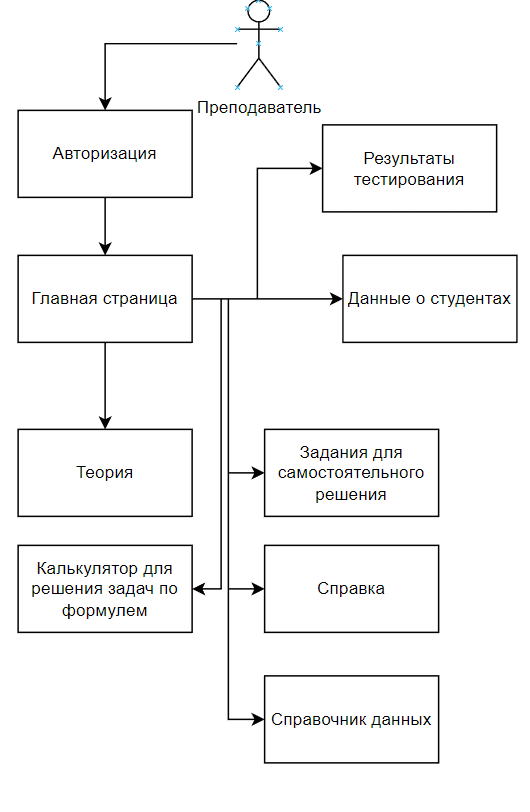 Преподаватель
Авторизация
Результаты
тестирования
Главная страница
Данные о студентах
Теория
Задания для
самостоятельного
решения
Калькулятор для
решения задач по
формулем
Справка
Справочник данных